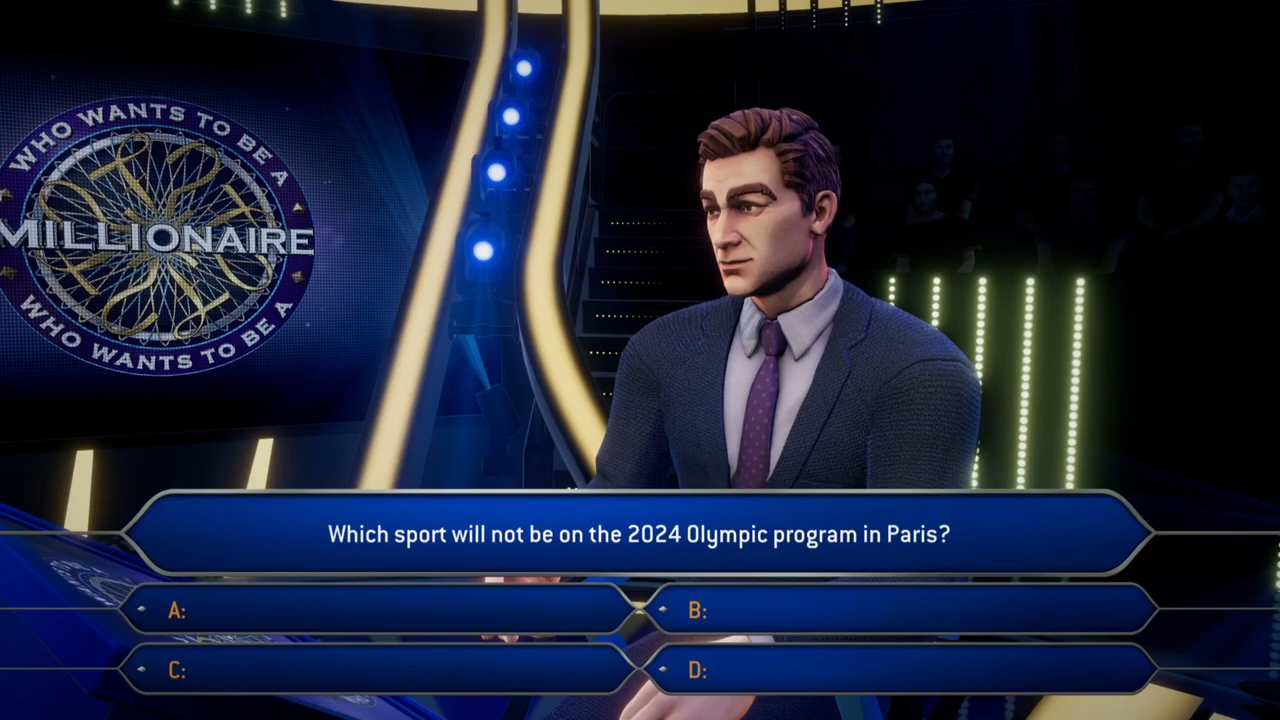 WHO WANTS TO BE A
MILLIONAIRE
WHO WANTS TO BE A
Which sport will not be on the 2024 Olympic program in Paris?
A:
B:
C:
D: